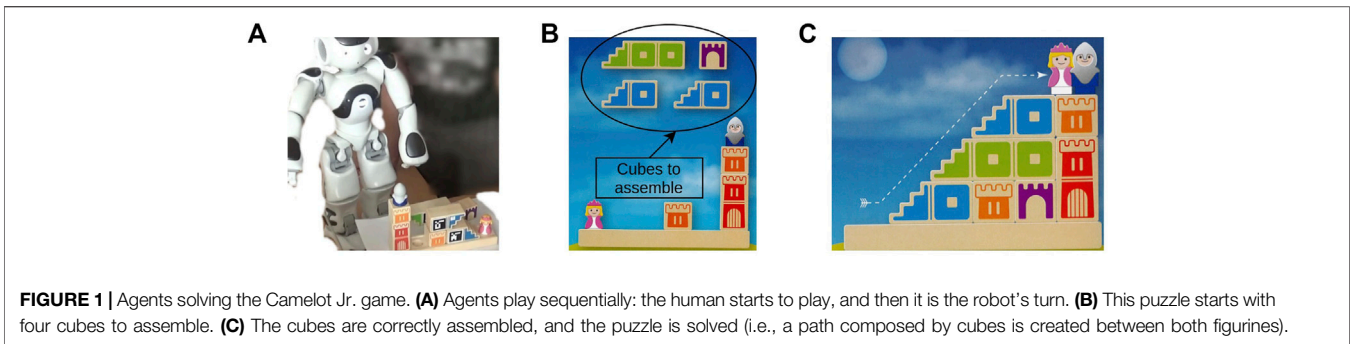 A
B
C
Cubes to
assemble
FIGURE 1 | Agents solving the Camelot Jr. game. (A) Agents play sequentially: the human starts to play, and then it is the robot’s turn. (B) This puzzle starts with
four cubes to assemble. (C) The cubes are correctly assembled, and the puzzle is solved (i.e., a path composed by cubes is created between both figurines).